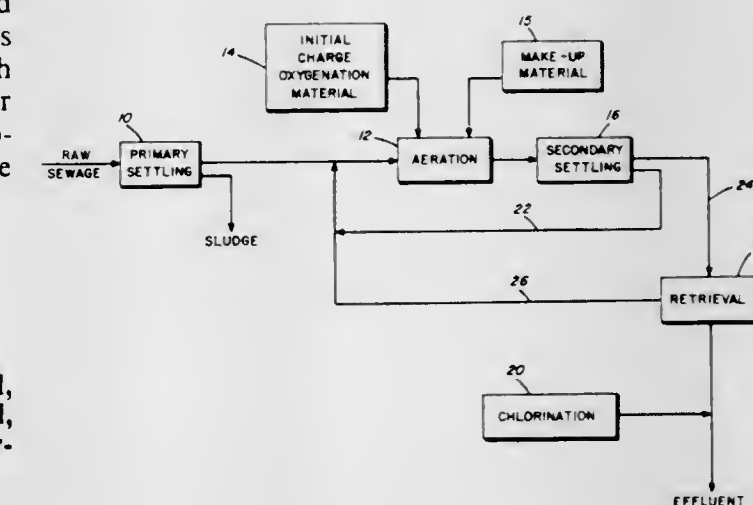 14
INITIAL
CHARGE
OXYGENATION
MATERIAL
15
MAKE-UP
MATERIAL
10
PRIMARY
SETTLING
RAW
SEWAGE
SLUDGE
12
AERATION
16
SECONDARY
SETTLING
22
24
26
RETRIEVAL
20
CHLORINATION
EFFLUENT